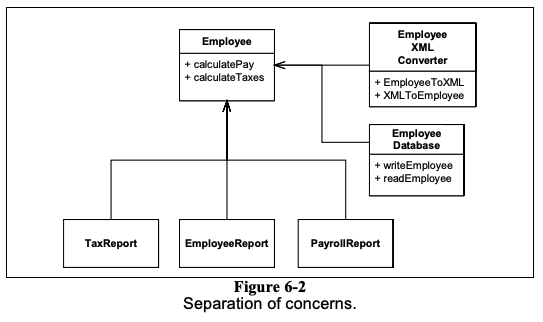 Employee
+ calculatePay
+ calculateTaxes
Employee
XML
Converter
+ EmployeeToXML
+ XMLToEmployee
Employee
Database
+ writeEmployee
+ readEmployee
TaxReport
EmployeeReport
PayrollReport
Figure 6-2
Separation of concerns.